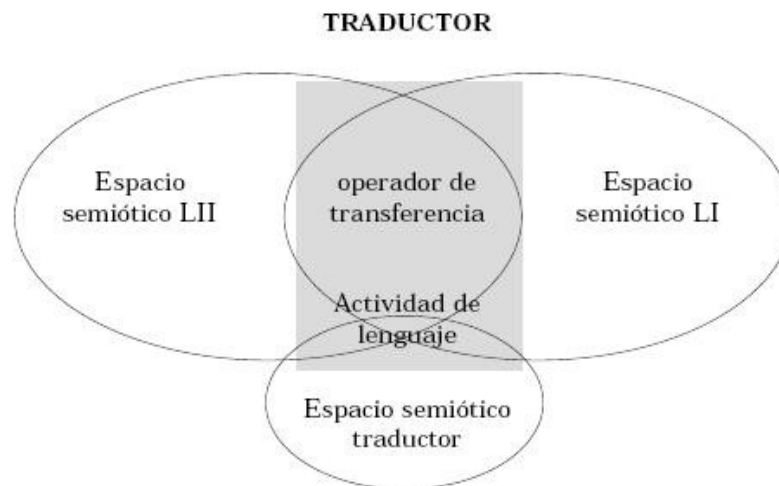 TRADUCTOR
Espacio
semiótico LII
operador de
transferencia
Espacio
semiótico LI
Actividad de
lenguaje
Espacio semiótico
traductor